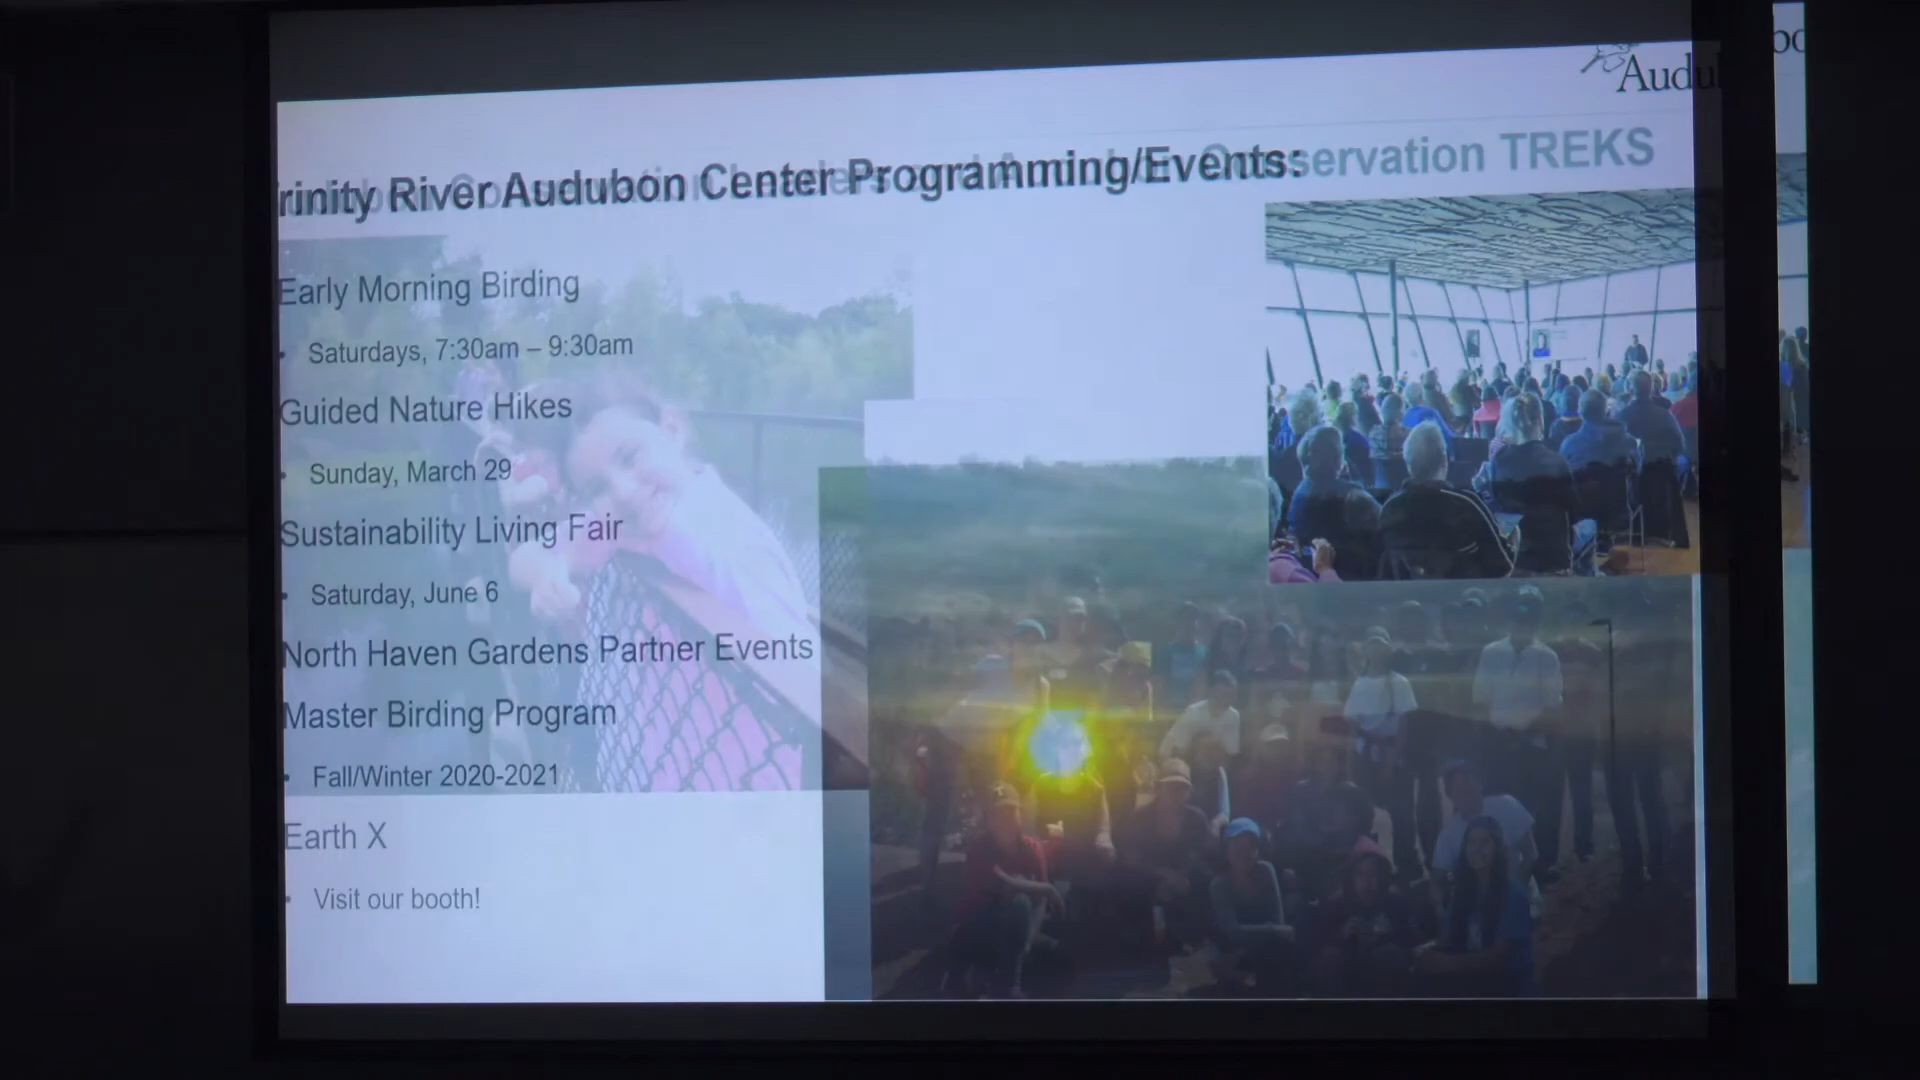 Audu
bo
rinity River Audubon Center Programming/Events:
servation TREKS
Early Morning Birding
• Saturdays, 7:30am – 9:30am
Guided Nature Hikes
• Sunday, March 29
Sustainability Living Fair
• Saturday, June 6
North Haven Gardens Partner Events
Master Birding Program
• Fall/Winter 2020-2021
Earth X
• Visit our booth!